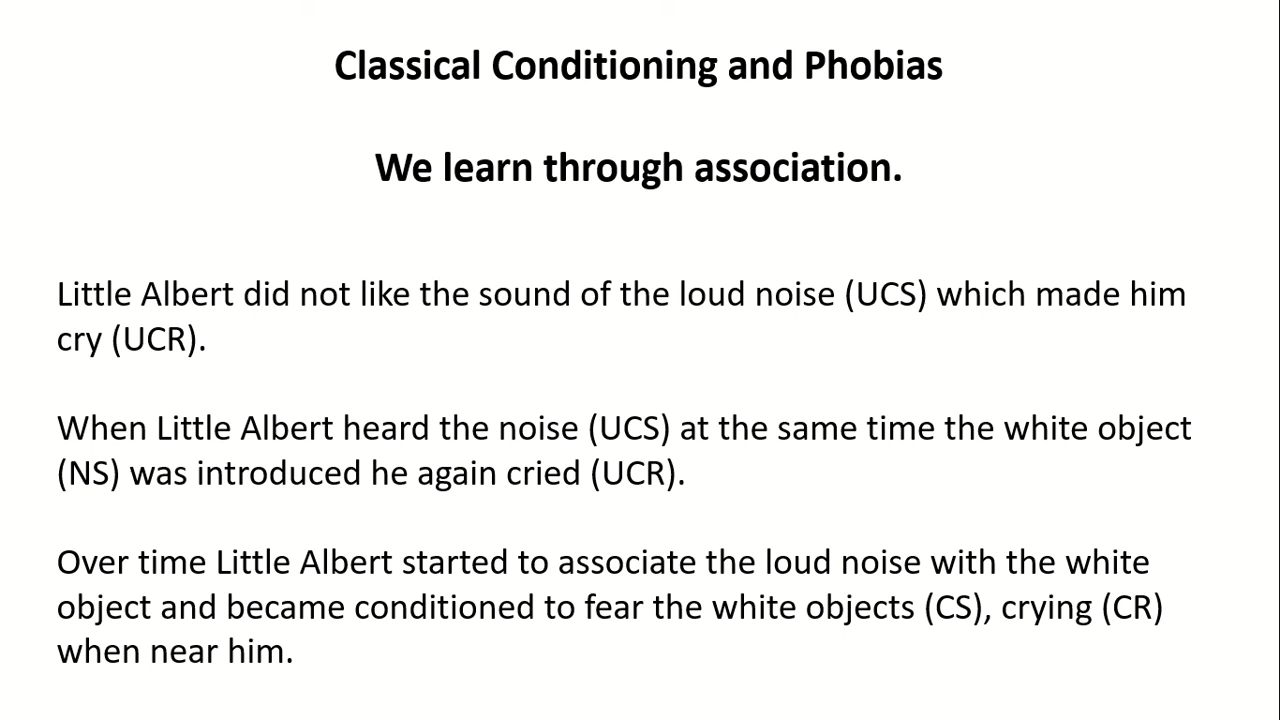 Classical Conditioning and Phobias
We learn through association.
Little Albert did not like the sound of the loud noise (UCS) which made him
cry (UCR).
When Little Albert heard the noise (UCS) at the same time the white object
(NS) was introduced he again cried (UCR).
Over time Little Albert started to associate the loud noise with the white
object and became conditioned to fear the white objects (CS), crying (CR)
when near him.